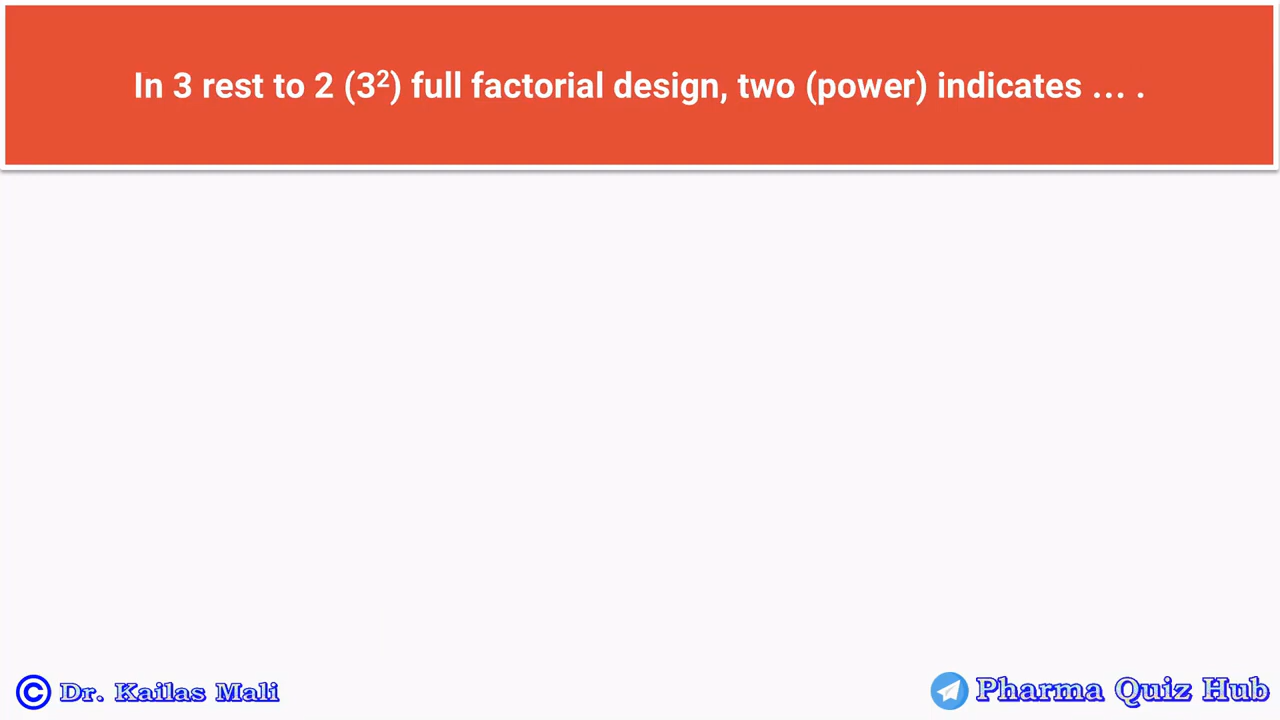 In 3 rest to 2 (3²) full factorial design, two (power) indicates … .
© Dr. Kailas Mali
Pharma Quiz Hub